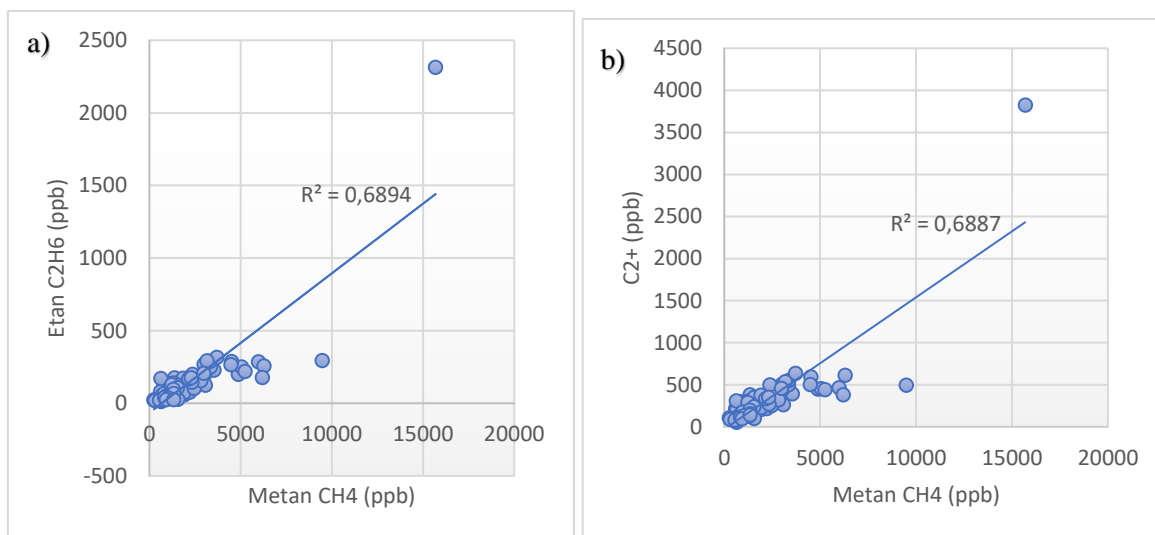 a)
2500
2000
1500
1000
500
0
-500
Etan C2H6 (ppb)
R² = 0,6894
0 5000 10000 15000 20000
Metan CH4 (ppb)
b)
4500
4000
3500
3000
2500
2000
1500
1000
500
0
C2+ (ppb)
R² = 0,6887
0 5000 10000 15000 20000
Metan CH4 (ppb)